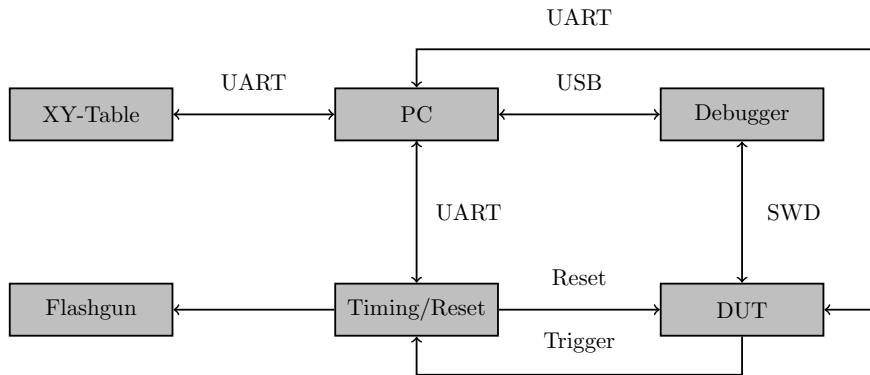 UART
UART
USB
XY-Table
PC
Debugger
UART
SWD
Reset
Flashgun
Timing/Reset
DUT
Trigger